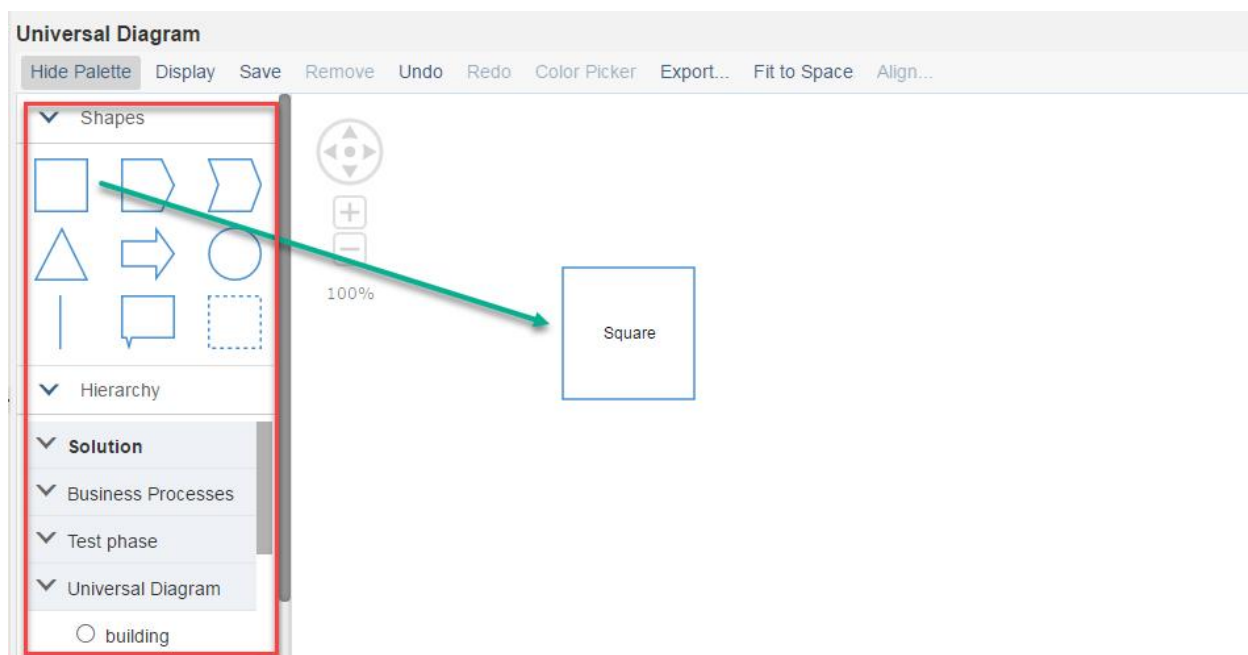 Universal Diagram
Hide Palette Display Save Remove Undo Redo Color Picker Export... Fit to Space Align...
Shapes
100%
Square
Hierarchy
Solution
Business Processes
Test phase
Universal Diagram
building